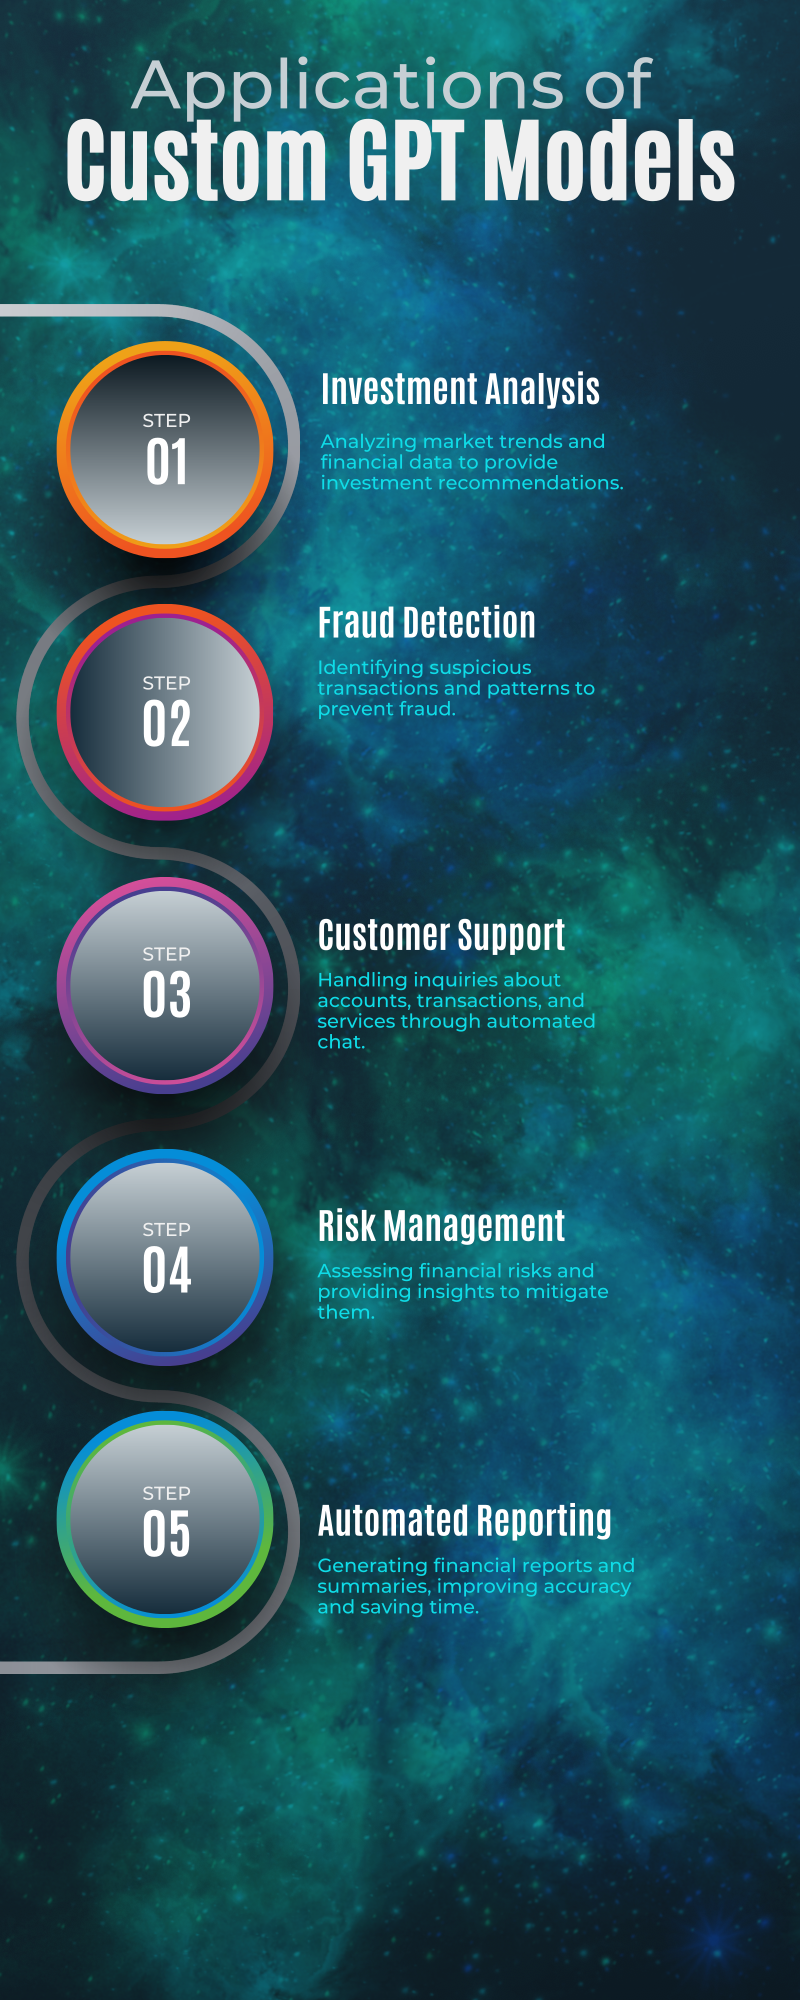 Applications of
Custom GPT Models
STEP
01
Investment Analysis
Analyzing market trends and
financial data to provide
investment recommendations.
STEP
02
Fraud Detection
Identifying suspicious
transactions and patterns to
prevent fraud.
STEP
03
Customer Support
Handling inquiries about
accounts, transactions, and
services through automated
chat.
STEP
04
Risk Management
Assessing financial risks and
providing insights to mitigate
them.
STEP
05
Automated Reporting
Generating financial reports and
summaries, improving accuracy
and saving time.